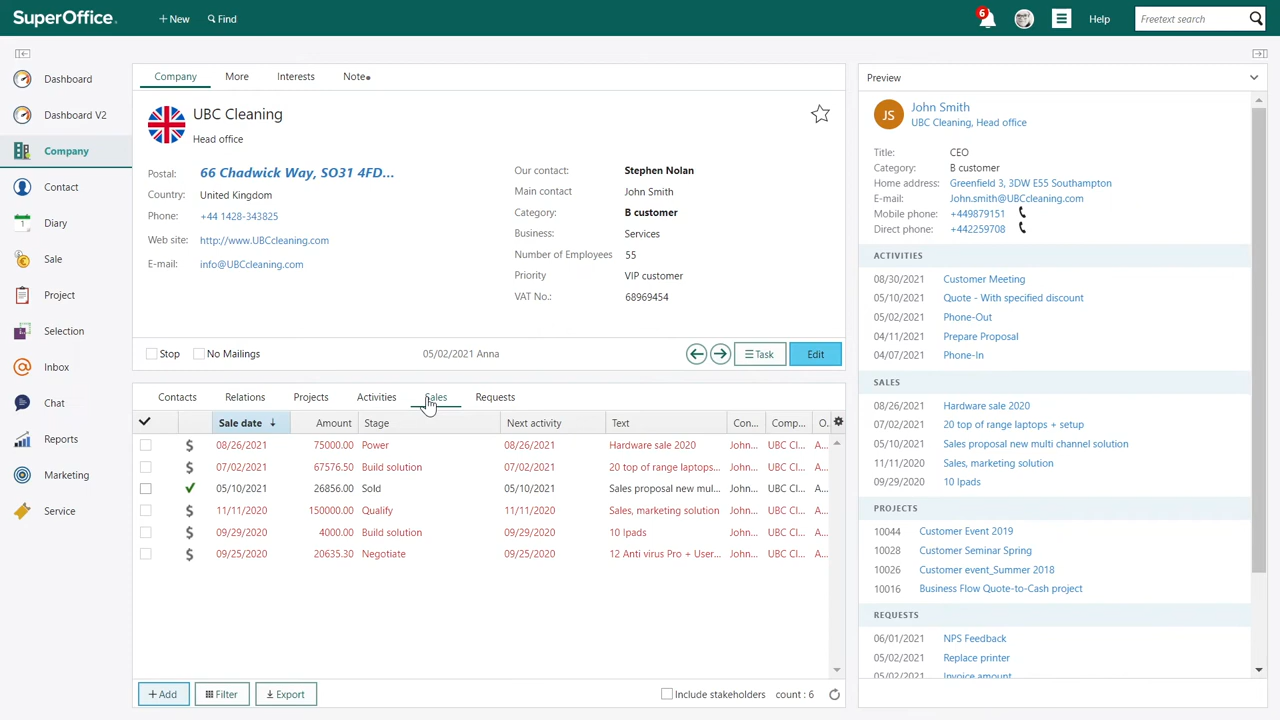 SuperOffice
+ New
Find
6
Help
Freetext search
Dashboard
Dashboard V2
Company
Contact
Diary
1
Sale
Project
Selection
Inbox
Chat
Reports
Marketing
Service
Company More Interests Note
UBC Cleaning
Head office
Postal: 66 Chadwick Way, SO31 4FD...
Country: United Kingdom
Phone: +44 1428-343825
Web site: http://www.UBCcleaning.com
E-mail: info@UBCcleaning.com
Our contact: Stephen Nolan
Main contact John Smith
Category: B customer
Business: Services
Number of Employees 55
Priority VIP customer
VAT No.: 68969454
Stop No Mailings 05/02/2021 Anna Task Edit
Contacts Relations Projects Activities Sales Requests
Sale date Amount Stage Next activity Text Con... Comp... O.
$ 08/26/2021 75000.00 Power 08/26/2021 Hardware sale 2020 John... UBC Cl... A...
$ 07/02/2021 67576.50 Build solution 07/02/2021 20 top of range laptops... John... UBC Cl... A...
05/10/2021 26856.00 Sold 05/10/2021 Sales proposal new mul... John... UBC Cl... A...
$ 11/11/2020 150000.00 Qualify 11/11/2020 Sales, marketing solution John... UBC Cl... A...
$ 09/29/2020 4000.00 Build solution 09/29/2020 10 Ipads John... UBC Cl... A...
$ 09/25/2020 20635.30 Negotiate 09/25/2020 12 Anti virus Pro + User... John... UBC Cl... A...
+ Add Filter Export Include stakeholders count : 6
Preview
JS
John Smith
UBC Cleaning, Head office
Title: CEO
Category: B customer
Home address: Greenfield 3, 3DW E55 Southampton
E-mail: John.smith@UBCcleaning.com
Mobile phone: +449879151
Direct phone: +442259708
ACTIVITIES
08/30/2021 Customer Meeting
05/10/2021 Quote - With specified discount
05/02/2021 Phone-Out
04/11/2021 Prepare Proposal
04/07/2021 Phone-In
SALES
08/26/2021 Hardware sale 2020
07/02/2021 20 top of range laptops + setup
05/10/2021 Sales proposal new multi channel solution
11/11/2020 Sales, marketing solution
09/29/2020 10 Ipads
PROJECTS
10044 Customer Event 2019
10028 Customer Seminar Spring
10026 Customer event_Summer 2018
10016 Business Flow Quote-to-Cash project
REQUESTS
06/01/2021 NPS Feedback
05/02/2021 Replace printer
05/02/2021 Invoice amount